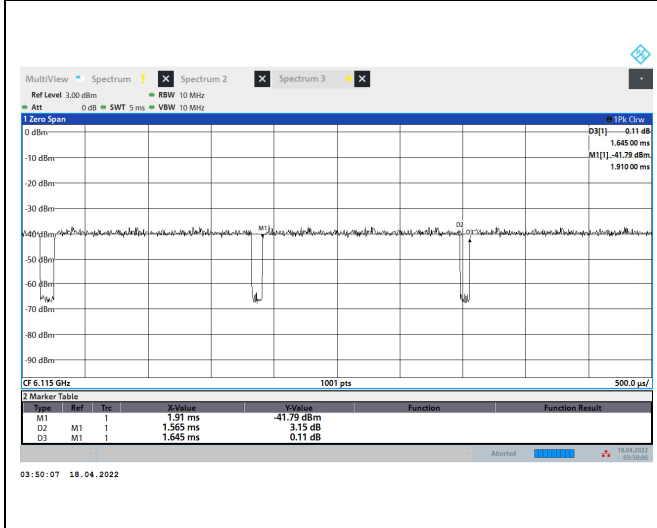 MultiView Spectrum ! X Spectrum 2 X Spectrum 3 X
Ref Level 3.00 dBm RBW 10 MHz
Att 0 dB SWT 5 ms VBW 10 MHz
1 Zero Span 1Pk Clrw
D3[1] 0.11 dB
1.645 00 ms
M1[1] -41.79 dBm
1.910 00 ms
0 dBm
-10 dBm
-20 dBm
-30 dBm
-40 dBm
-50 dBm
-60 dBm
-70 dBm
-80 dBm
-90 dBm
M1
D2
D3
CF 6.115 GHz 1001 pts 500.0 µs/
2 Marker Table
Type Ref Trc X-Value Y-Value Function Function Result
M1 1 1.91 ms -41.79 dBm
D2 M1 1 1.565 ms 3.15 dB
D3 M1 1 1.645 ms 0.11 dB
Aborted 18.04.2022
03:50:06
03:50:07 18.04.2022